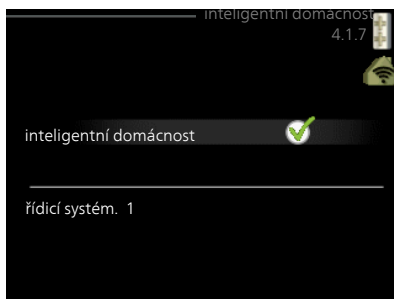 inteligentní domácnost
4.1.7
inteligentní domácnost
řídicí systém. 1